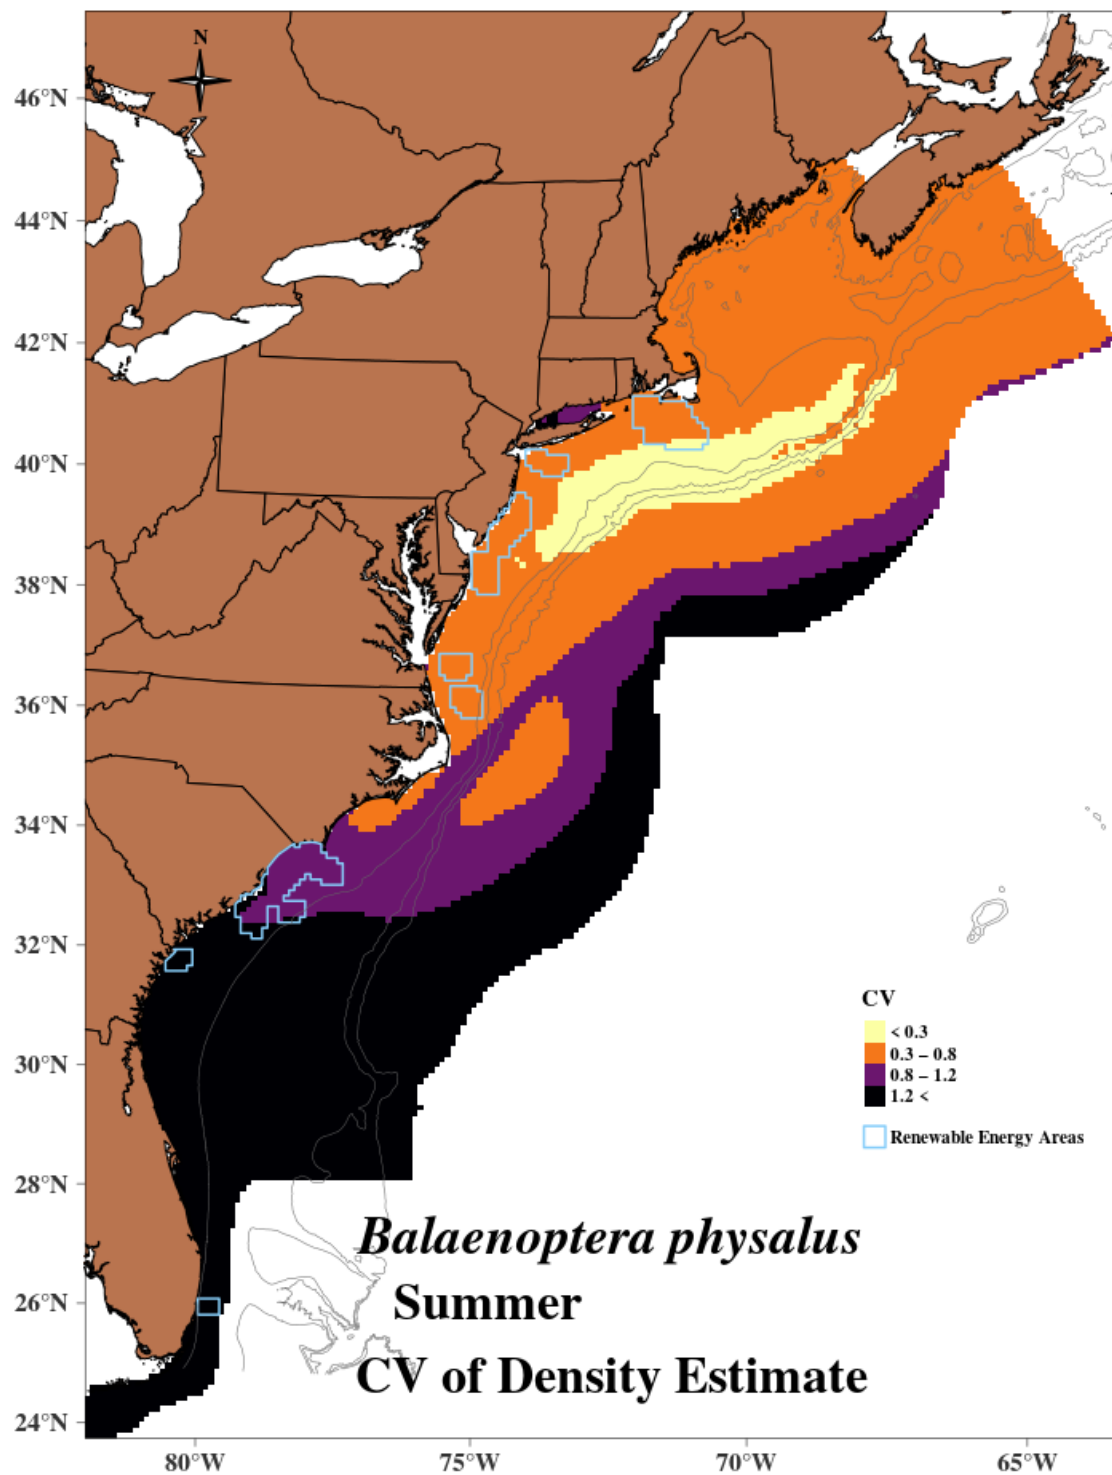 N
46°N
44°N
42°N
40°N
38°N
36°N
34°N
32°N
30°N
28°N
26°N
24°N
CV
< 0.3
0.3 – 0.8
0.8 – 1.2
1.2 <
Renewable Energy Areas
Balaenoptera physalus
Summer
CV of Density Estimate
80°W 75°W 70°W 65°W